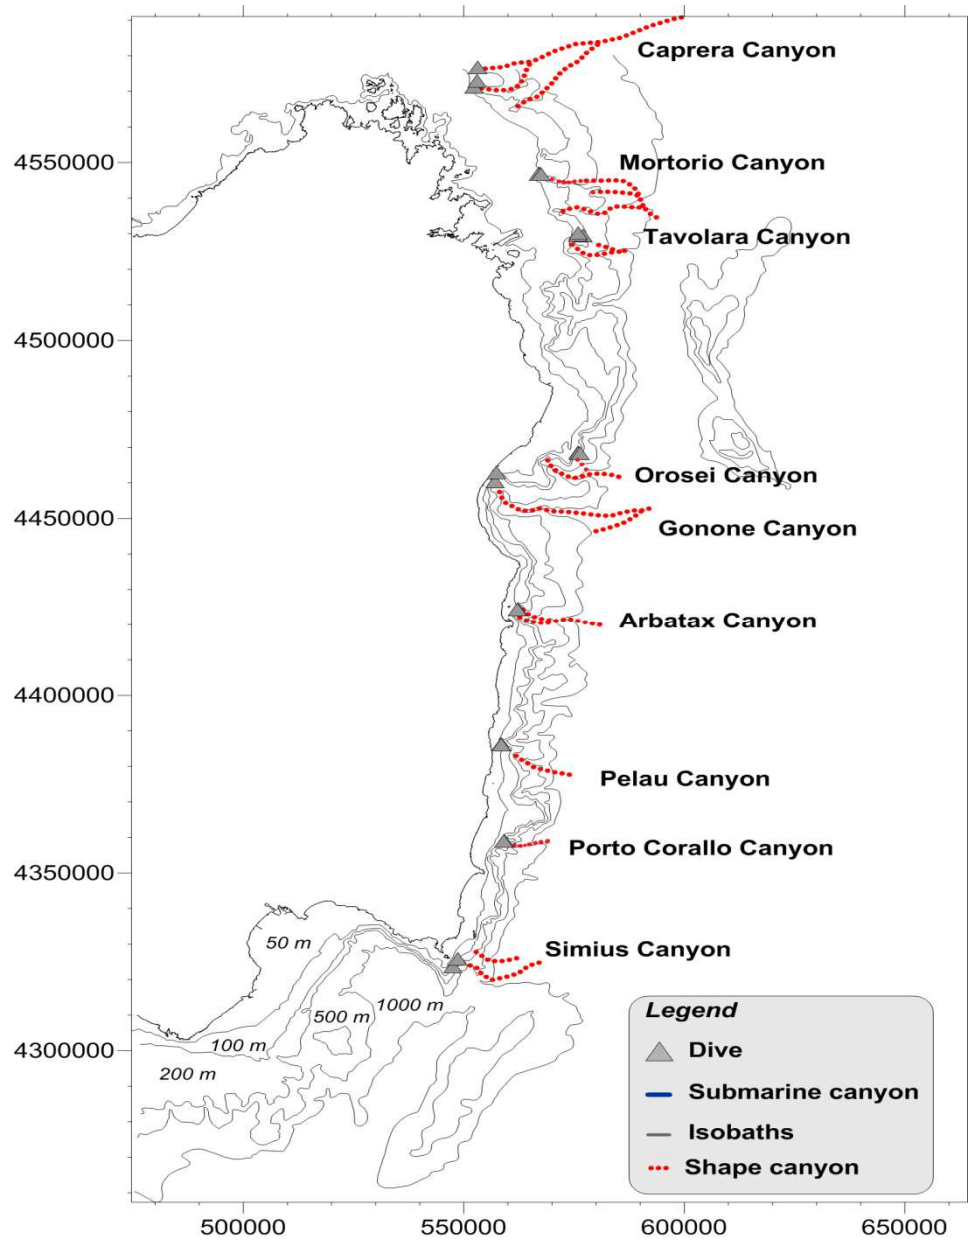 Caprera Canyon
4550000
Mortorio Canyon
Tavolara Canyon
4500000
Orosei Canyon
4450000
Gonone Canyon
Arbatax Canyon
4400000
Pelau Canyon
Porto Corallo Canyon
4350000
50 m
Simius Canyon
1000 m
500 m
100 m
4300000
200 m
Legend
Dive
Submarine canyon
Isobaths
Shape canyon
500000
550000
600000
650000